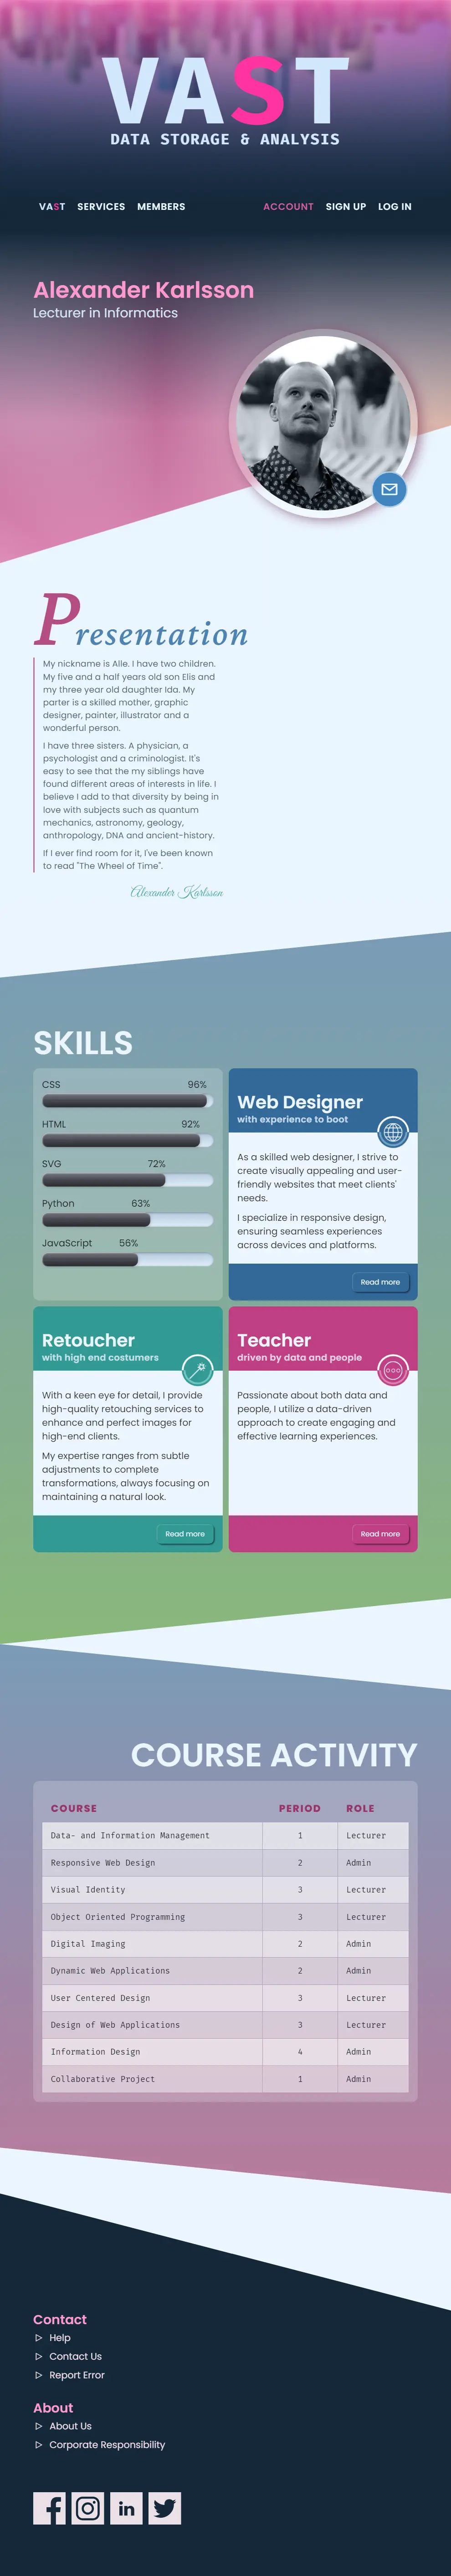 VAST
DATA STORAGE & ANALYSIS
VAST SERVICES MEMBERS ACCOUNT SIGN UP LOG IN
Alexander Karlsson
Lecturer in Informatics
Presentation
My nickname is Alle. I have two children.
My five and a half years old son Elis and
my three year old daughter Ida. My
parter is a skilled mother, graphic
designer, painter, illustrator and a
wonderful person.
I have three sisters. A physician, a
psychologist and a criminologist. It's
easy to see that the my siblings have
found different areas of interests in life. I
believe I add to that diversity by being in
love with subjects such as quantum
mechanics, astronomy, geology,
anthropology, DNA and ancient-history.
If I ever find room for it, I've been known
to read "The Wheel of Time".
Alexander Karlsson
SKILLS
CSS 96%
HTML 92%
SVG 72%
Python 63%
JavaScript 56%
Web Designer
with experience to boot
As a skilled web designer, I strive to
create visually appealing and user-
friendly websites that meet clients'
needs.
I specialize in responsive design,
ensuring seamless experiences
across devices and platforms.
Read more
Retoucher
with high end costumers
With a keen eye for detail, I provide
high-quality retouching services to
enhance and perfect images for
high-end clients.
My expertise ranges from subtle
adjustments to complete
transformations, always focusing on
maintaining a natural look.
Read more
Teacher
driven by data and people
Passionate about both data and
people, I utilize a data-driven
approach to create engaging and
effective learning experiences.
Read more
COURSE ACTIVITY
COURSE PERIOD ROLE
Data- and Information Management 1 Lecturer
Responsive Web Design 2 Admin
Visual Identity 3 Lecturer
Object Oriented Programming 3 Lecturer
Digital Imaging 2 Admin
Dynamic Web Applications 2 Admin
User Centered Design 3 Lecturer
Design of Web Applications 3 Lecturer
Information Design 4 Admin
Collaborative Project 1 Admin
Contact
Help
Contact Us
Report Error
About
About Us
Corporate Responsibility
in